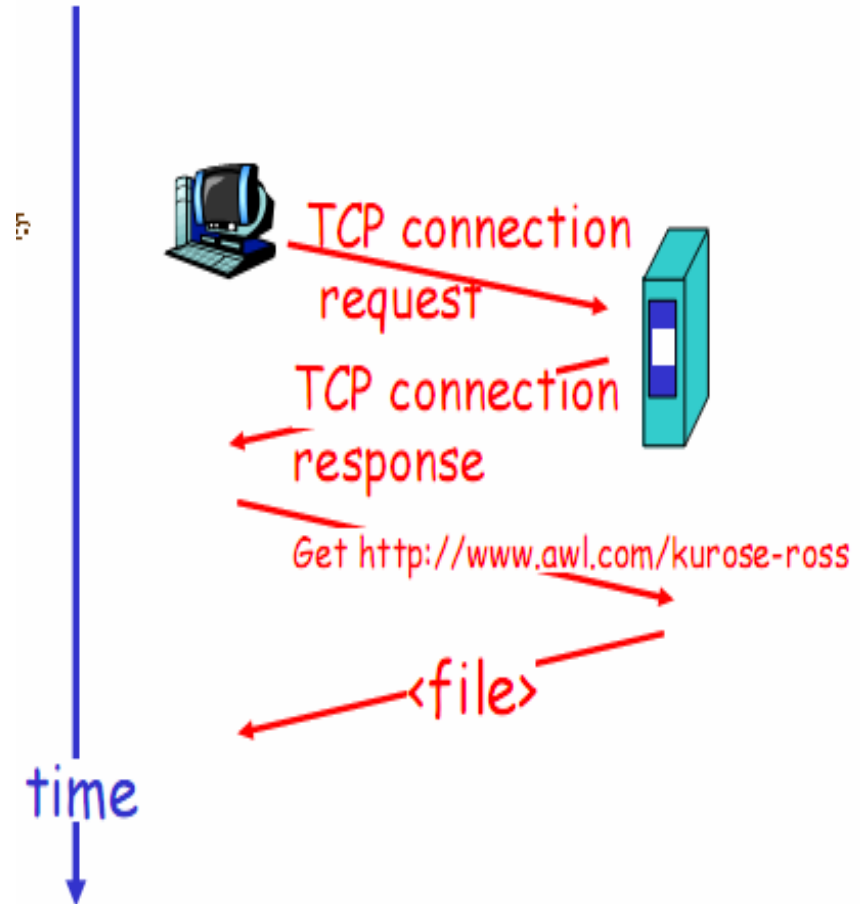 TCP connection
request
TCP connection
response
Get http://www.awl.com/kurose-ross
<file>
time